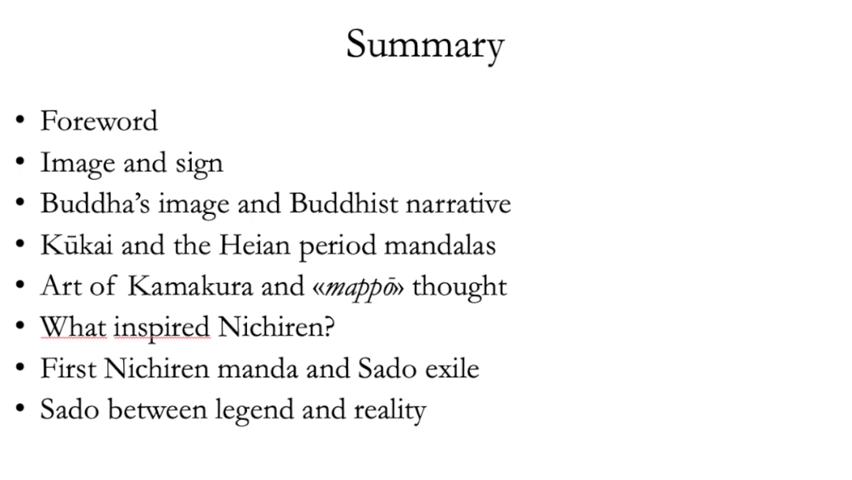 Summary
• Foreword
• Image and sign
• Buddha’s image and Buddhist narrative
• Kūkai and the Heian period mandalas
• Art of Kamakura and «mappō» thought
• What inspired Nichiren?
• First Nichiren manda and Sado exile
• Sado between legend and reality